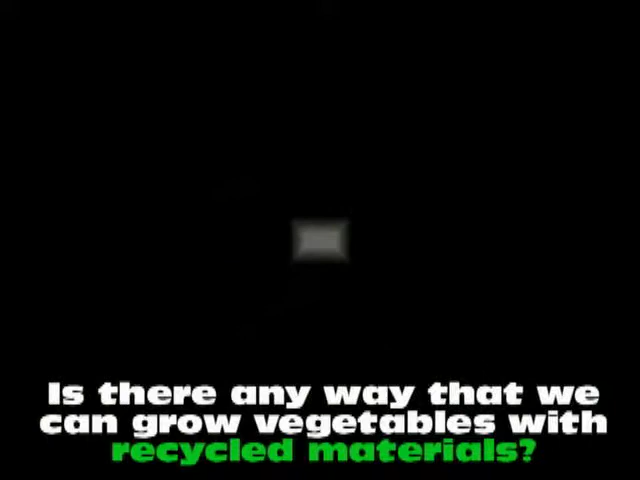 Is there any way that we
can grow vegetables with
recycled materials?